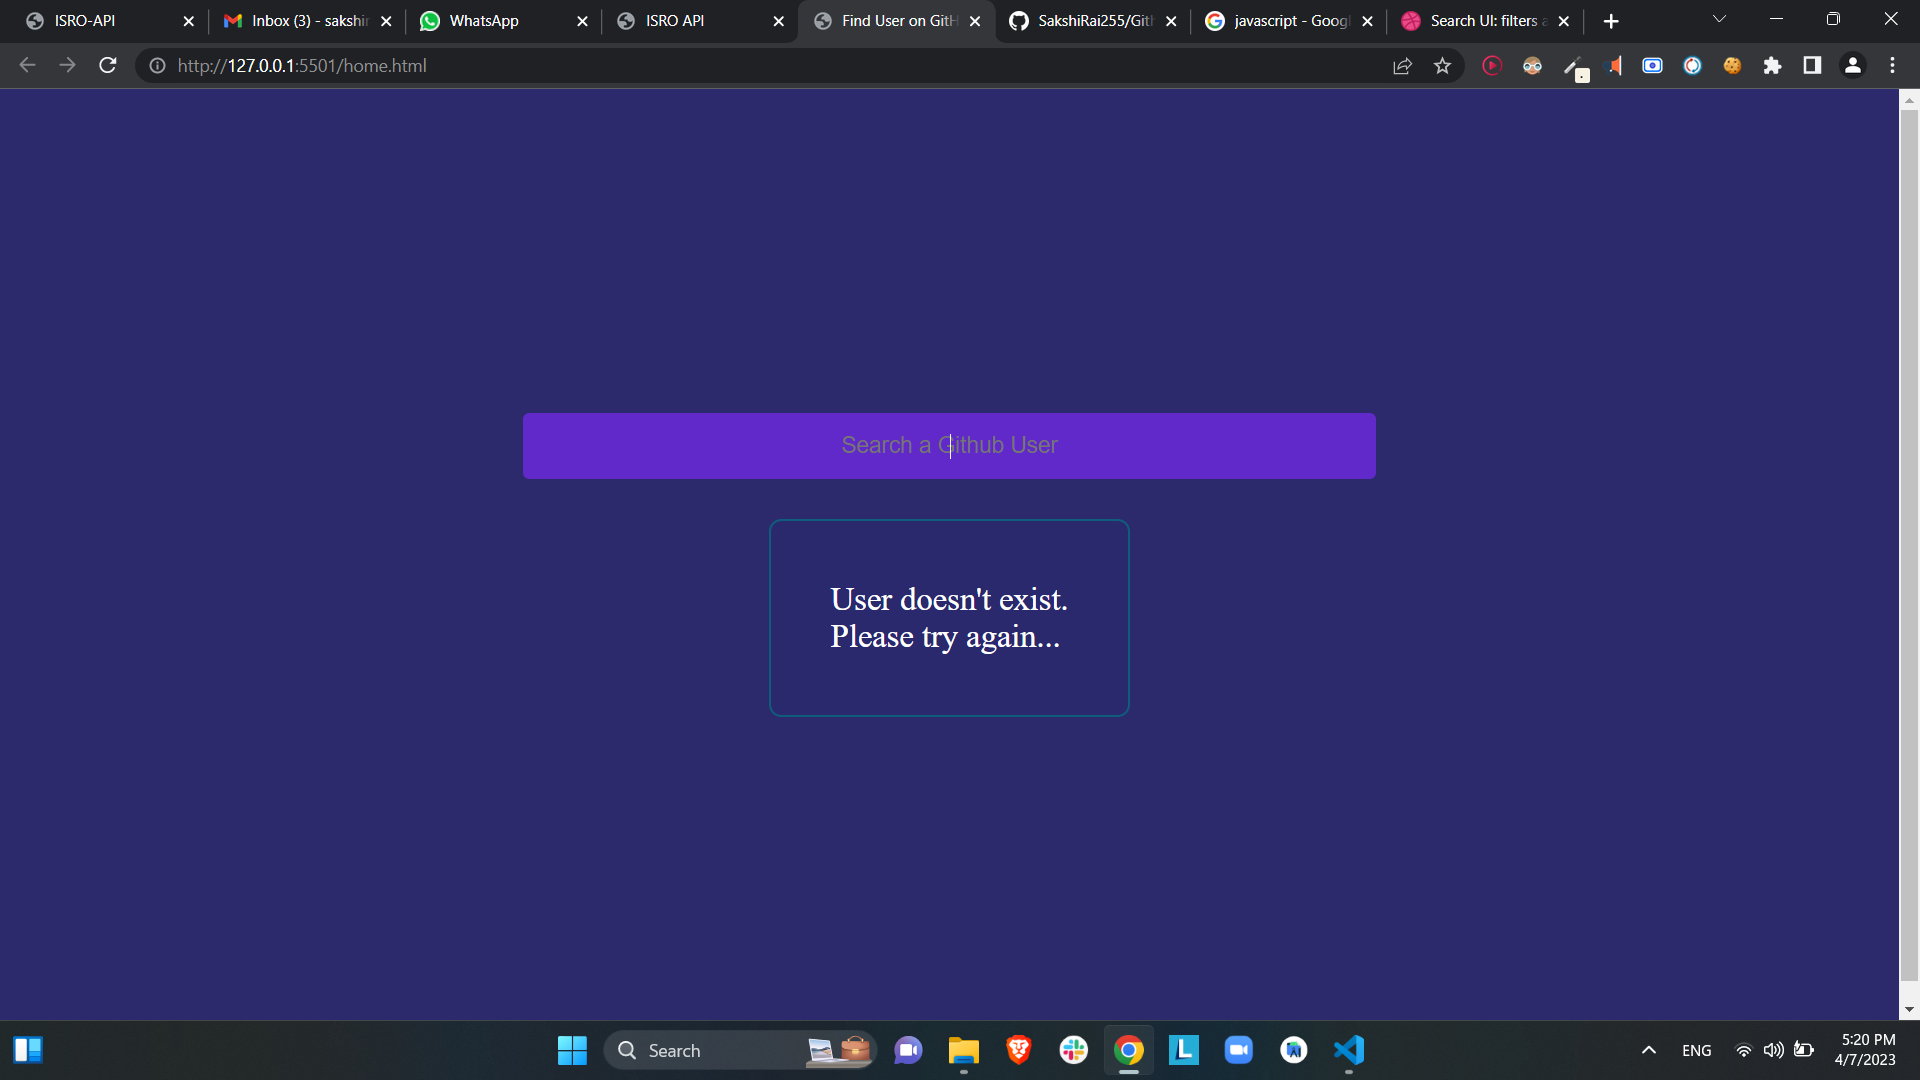 ISRO-API
Inbox (3) - sakshir
WhatsApp
ISRO API
Find User on GitH
SakshiRai255/Gith
javascript - Googl
Search UI: filters a
http://127.0.0.1:5501/home.html
Search a Github User
User doesn't exist.
Please try again...
Search
L
AI
ENG
5:20 PM
4/7/2023